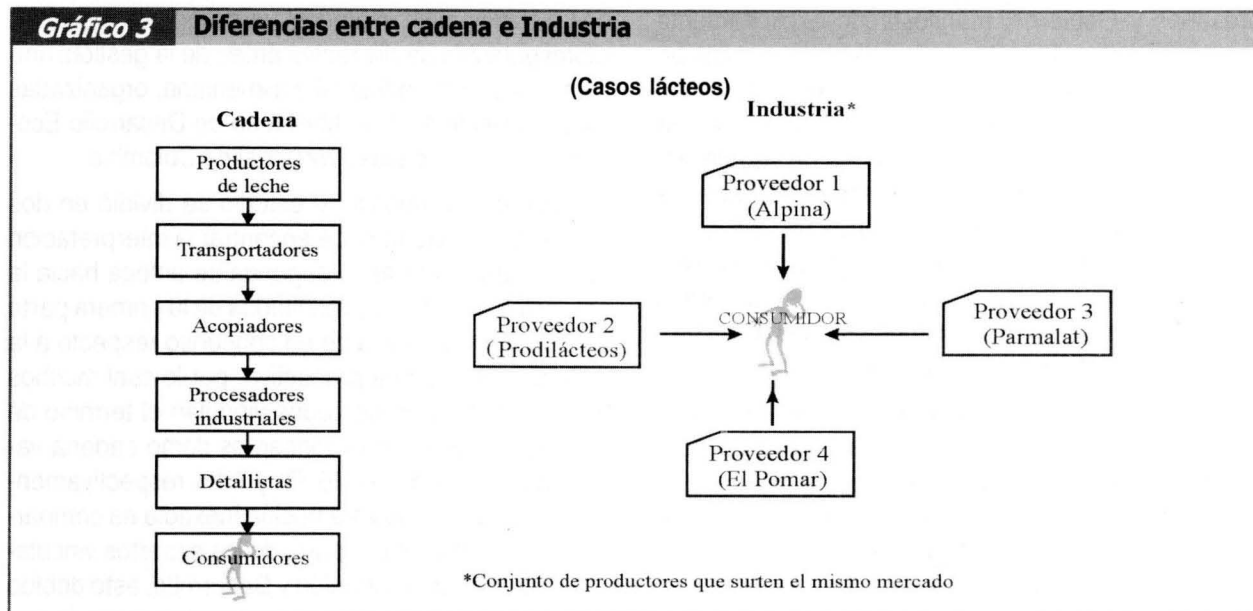 Gráfico 3 Diferencias entre cadena e Industria
(Casos lácteos)
Cadena
Productores
de leche
Transportadores
Acopiadores
Procesadores
industriales
Detallistas
Consumidores
Industria*
Proveedor 1
(Alpina)
Proveedor 2
(Prodilácteos)
CONSUMIDOR
Proveedor 3
(Parmalat)
Proveedor 4
(El Pomar)
*Conjunto de productores que surten el mismo mercado